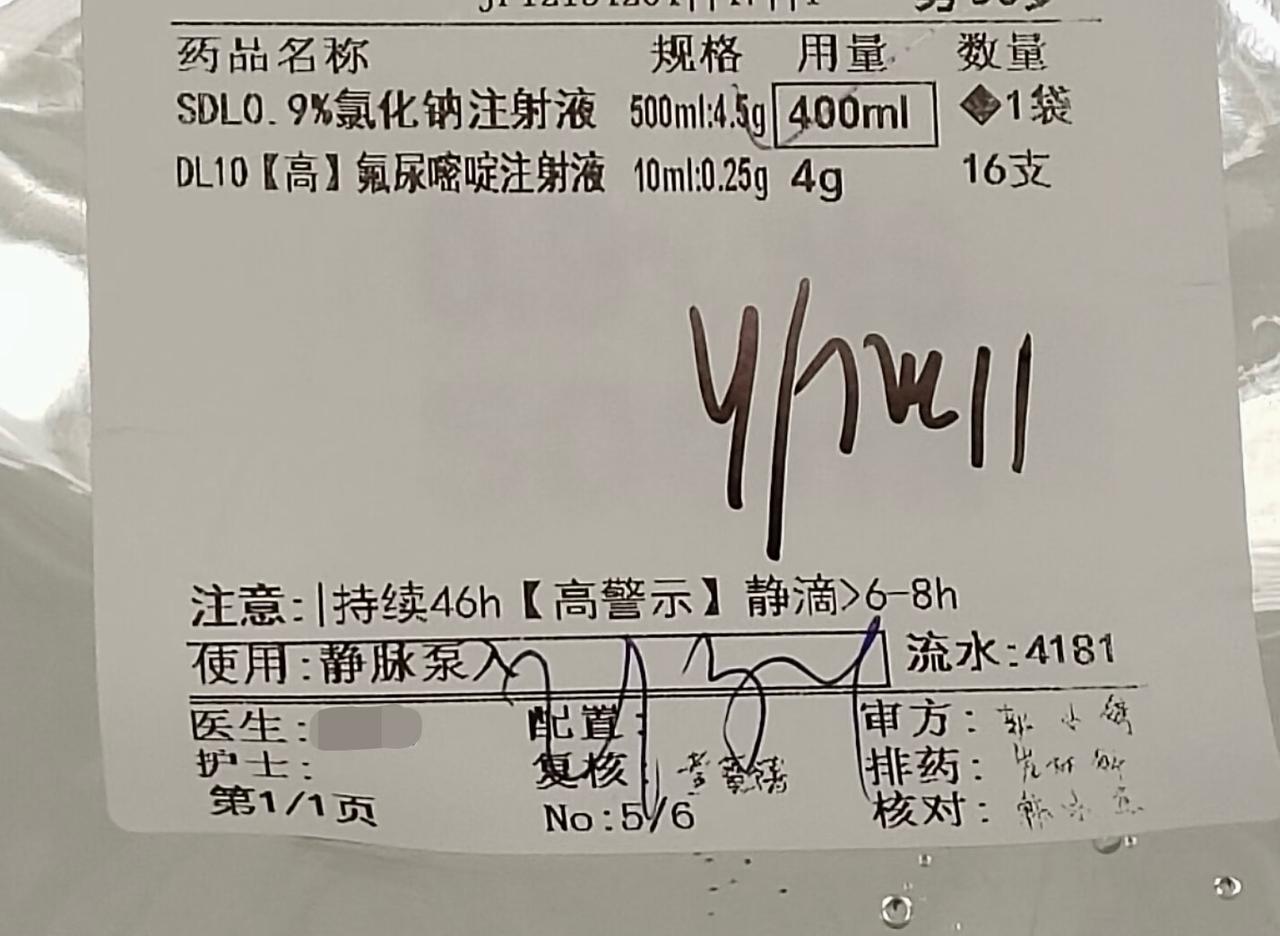 药品名称 规格 用量 数量
SDL0.9%氯化钠注射液 500ml:4.5g 400ml ◆1袋
DL10【高】氟尿嘧啶注射液 10ml:0.25g 4g 16支
注意:|持续46h【高警示】静滴>6-8h
使用:静脉泵入 流水:4181
医生: 配置: 审方:
护士: 复核: 排药:
第1/1页 No:5/6 核对: